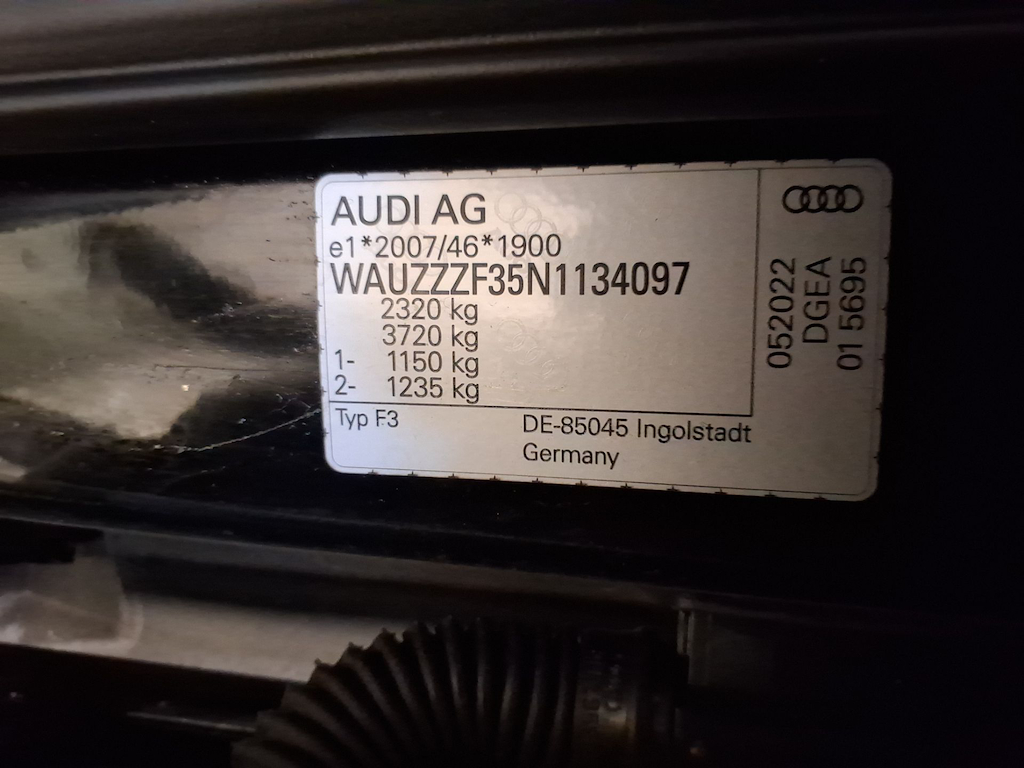 AUDI AG
e1*2007/46*1900
WAUZZZF35N1134097
2320 kg
3720 kg
1- 1150 kg
2- 1235 kg
Typ F3
DE-85045 Ingolstadt
Germany
052022
DGEA
01 5695